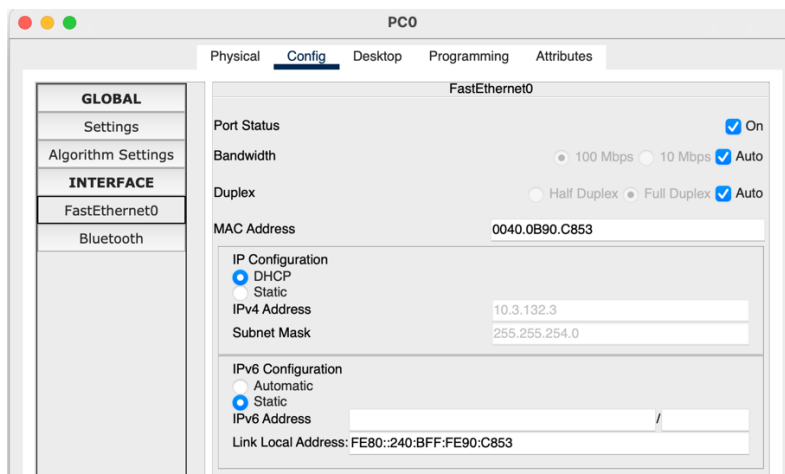 PC0
Physical Config Desktop Programming Attributes
GLOBAL
Settings
Algorithm Settings
INTERFACE
FastEthernet0
Bluetooth
FastEthernet0
Port Status On
Bandwidth 100 Mbps 10 Mbps Auto
Duplex Half Duplex Full Duplex Auto
MAC Address 0040.0B90.C853
IP Configuration
DHCP
Static
IPv4 Address 10.3.132.3
Subnet Mask 255.255.254.0
IPv6 Configuration
Automatic
Static
IPv6 Address /
Link Local Address: FE80::240:BFF:FE90:C853